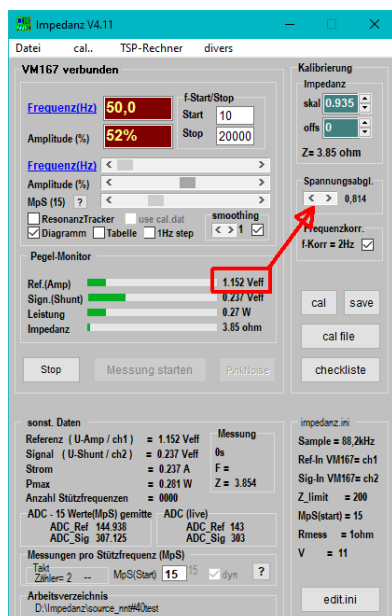 Impedanz V4.11
Datei cal.. TSP-Rechner divers
VM167 verbunden
Frequenz(Hz) 50,0
Amplitude (%) 52%
f-Start/Stop
Start 10
Stop 20000
Frequenz(Hz)
Amplitude (%)
MpS (15) ?
ResonanzTracker use cal.dat
Diagramm Tabelle 1Hz step
smoothing
1
Pegel-Monitor
Ref.(Amp) 1.152 Veff
Sign.(Shunt) 0.237 Veff
Leistung 0.27 W
Impedanz 3.85 ohm
Stop Messung starten PinkNoise
Kalibrierung
Impedanz
skal 0.935
offs 0
Z= 3.85 ohm
Spannungsabgl.
0,814
Frequenzkorr.
f-Korr = 2Hz
cal save
cal file
checkliste
sonst. Daten
Referenz ( U-Amp / ch1 ) = 1.152 Veff
Signal ( U-Shunt / ch2 ) = 0.237 Veff
Strom = 0.237 A
Pmax = 0.281 W
Anzahl Stützfrequenzen = 0000
Messung
0s
F =
Z = 3.854
ADC - 15 Werte(MpS) gemitte
ADC_Ref 144.938
ADC_Sig 307.125
ADC (live)
ADC_Ref 143
ADC_Sig 303
Messungen pro Stützfrequenz (MpS)
Takt
Zähler= 2 -- MpS(Start) 15 15 dyn ?
Arbeitsverzeichnis
D:\Impedanz\source_nnt#40test
impedanz.ini
Sample = 88,2kHz
Ref-In VM167= ch1
Sig-In VM167= ch2
Z_limit = 200
MpS(start) = 15
Rmess = 1ohm
V = 11
edit.ini